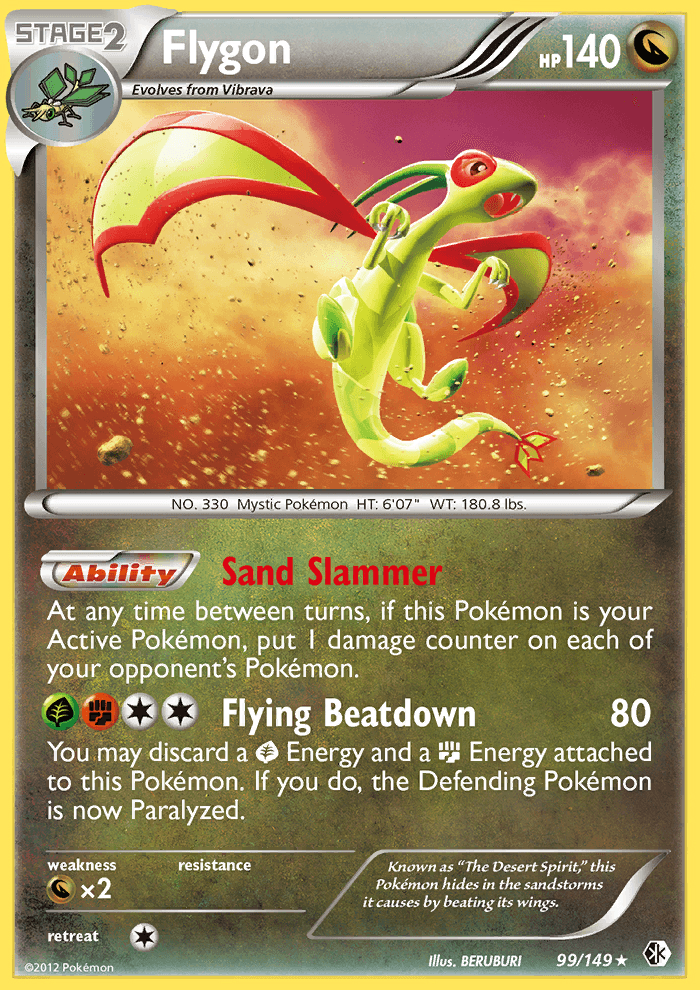 STAGE2
Flygon
HP140
Evolves from Vibrava
NO. 330 Mystic Pokémon HT: 6'07" WT: 180.8 lbs.
Ability Sand Slammer
At any time between turns, if this Pokémon is your
Active Pokémon, put 1 damage counter on each of
your opponent's Pokémon.
Flying Beatdown 80
You may discard a Energy and a Energy attached
to this Pokémon. If you do, the Defending Pokémon
is now Paralyzed.
weakness resistance
×2
Known as "The Desert Spirit," this
Pokémon hides in the sandstorms
it causes by beating its wings.
retreat
©2012 Pokémon
Illus. BERUBURI 99/149 ★